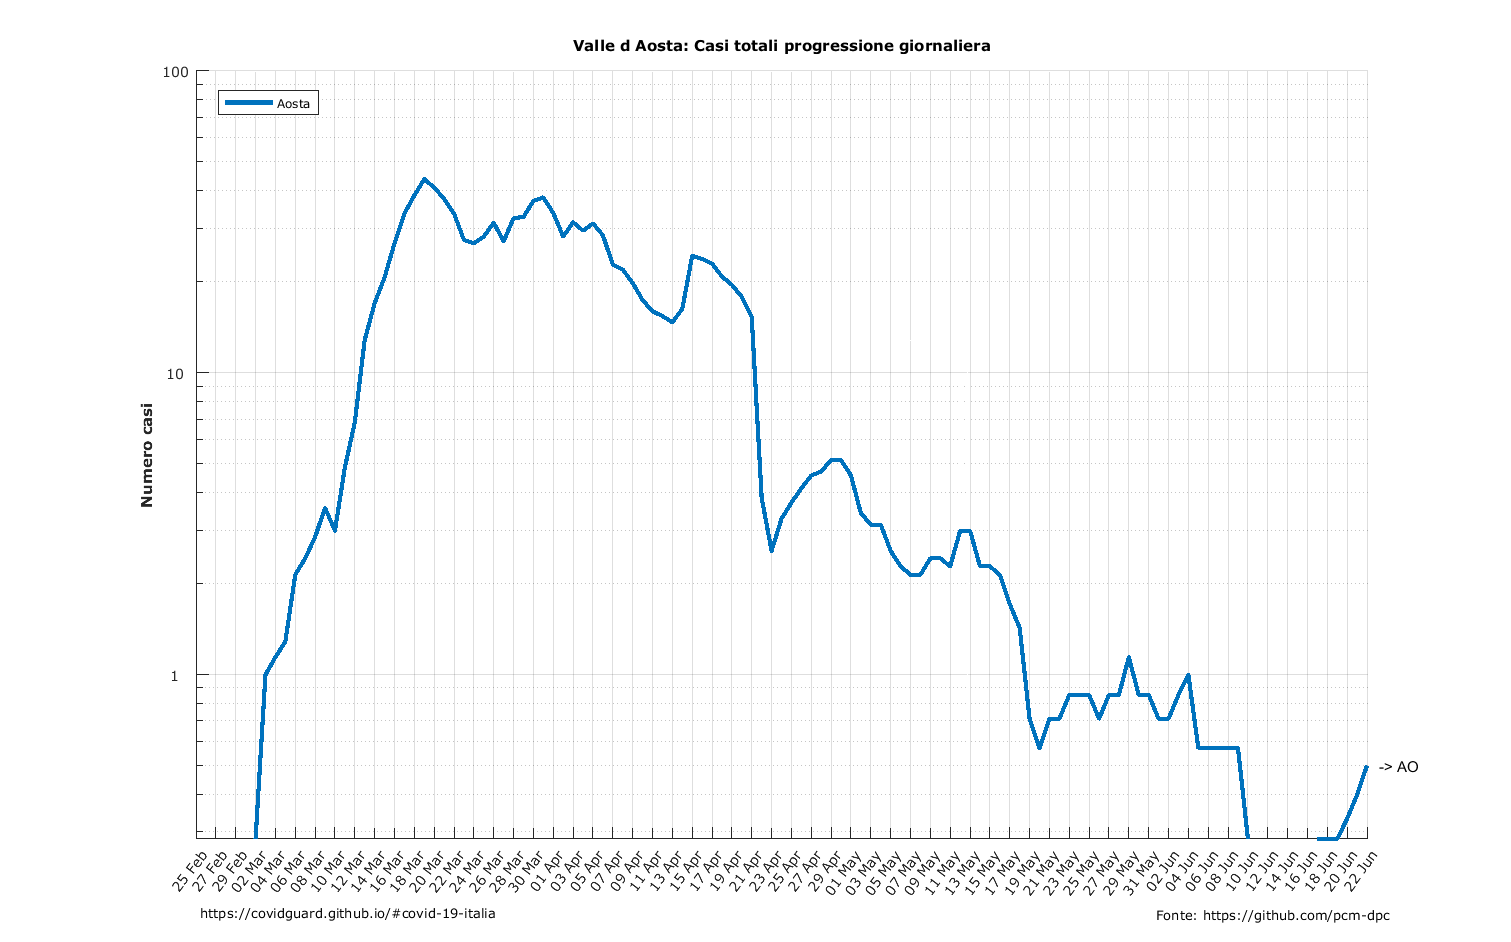 Valle d Aosta: Casi totali progressione giornaliera
100
10
1
Numero casi
Aosta
-> AO
25 Feb
27 Feb
29 Feb
02 Mar
04 Mar
06 Mar
08 Mar
10 Mar
12 Mar
14 Mar
16 Mar
18 Mar
20 Mar
22 Mar
24 Mar
26 Mar
28 Mar
30 Mar
01 Apr
03 Apr
05 Apr
07 Apr
09 Apr
11 Apr
13 Apr
15 Apr
17 Apr
19 Apr
21 Apr
23 Apr
25 Apr
27 Apr
29 Apr
01 May
03 May
05 May
07 May
09 May
11 May
13 May
15 May
17 May
19 May
21 May
23 May
25 May
27 May
29 May
31 May
02 Jun
04 Jun
06 Jun
08 Jun
10 Jun
12 Jun
14 Jun
16 Jun
18 Jun
20 Jun
22 Jun
https://covidguard.github.io/#covid-19-italia
Fonte: https://github.com/pcm-dpc